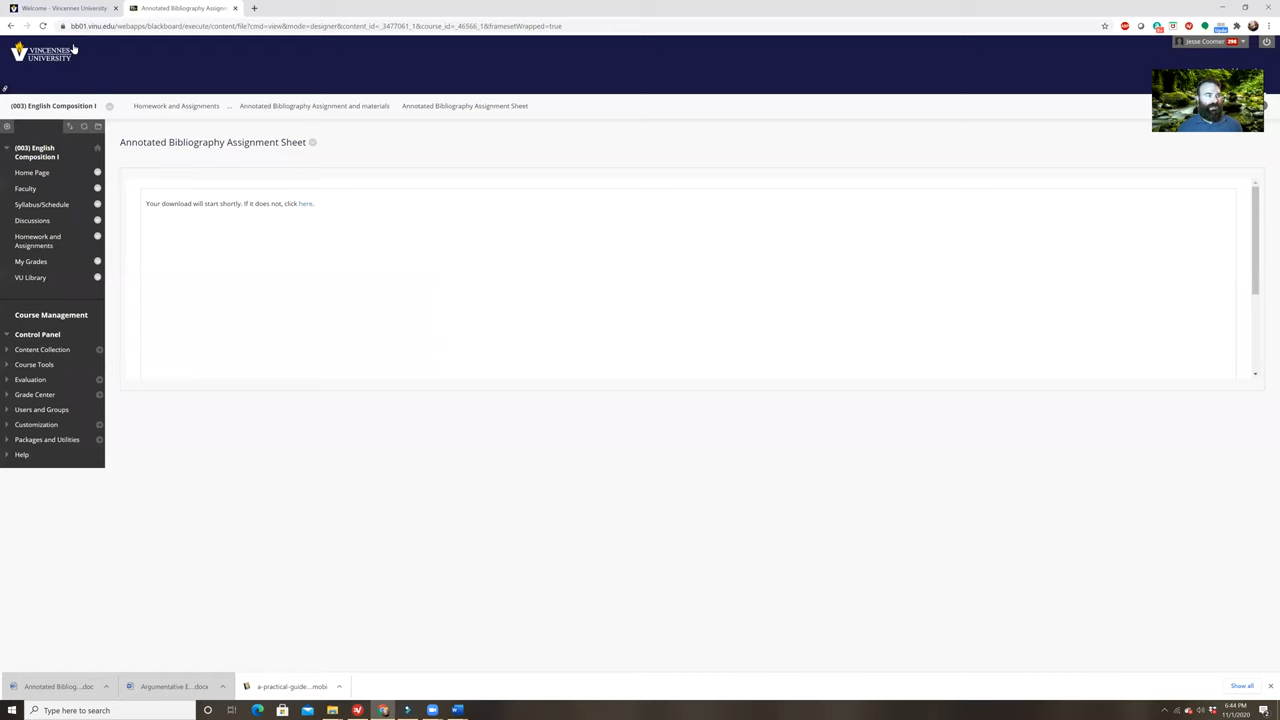 Welcome - Vincennes University
Annotated Bibliography Assignm
bb01.vinu.edu/webapps/blackboard/execute/content/file?cmd=view&mode=designer&content_id=_3477061_1&course_id=_46566_1&framesetWrapped=true
VINCENNES
UNIVERSITY
Jesse Coomer 298
(003) English Composition I
Homework and Assignments
...
Annotated Bibliography Assignment and materials
Annotated Bibliography Assignment Sheet
(003) English
Composition I
Home Page
Faculty
Syllabus/Schedule
Discussions
Homework and
Assignments
My Grades
VU Library
Course Management
Control Panel
Content Collection
Course Tools
Evaluation
Grade Center
Users and Groups
Customization
Packages and Utilities
Help
Annotated Bibliography Assignment Sheet
Your download will start shortly. If it does not, click here.
Annotated Bibliog....doc
Argumentative E....docx
a-practical-guide....mobi
Show all
Type here to search
6:44 PM
11/1/2020